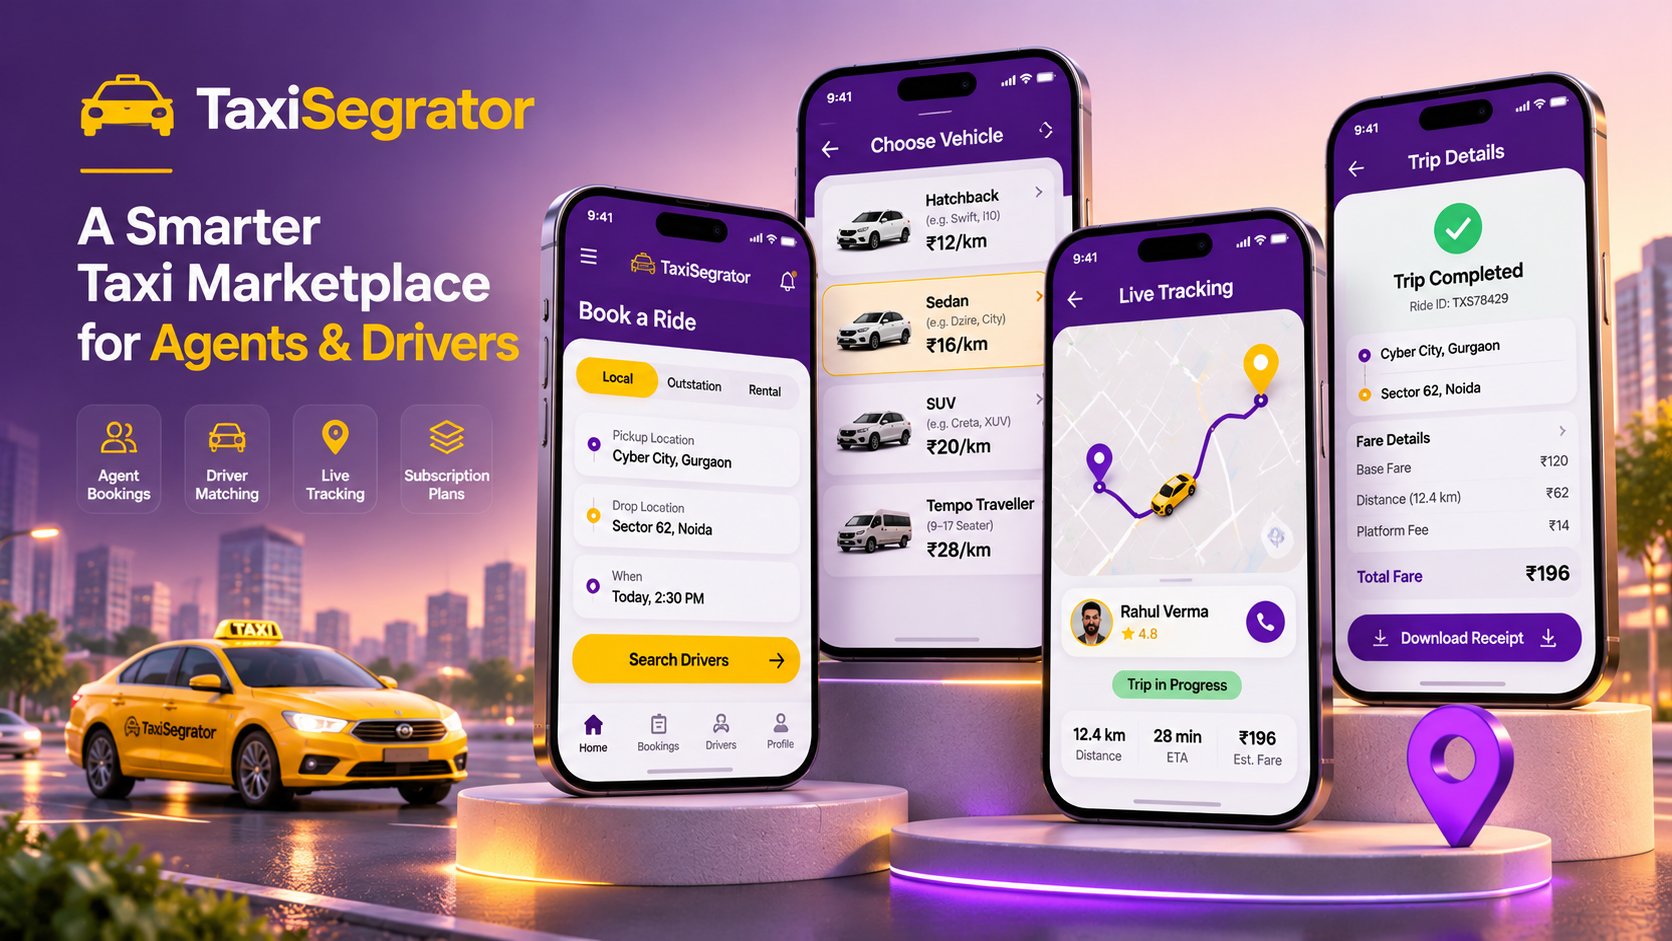 TaxiSegrator
A Smarter
Taxi Marketplace
for Agents & Drivers
Agent
Bookings
Driver
Matching
Live
Tracking
Subscription
Plans
TAXI
TaxiSegrator
9:41
TaxiSegrator
Book a Ride
Local
Outstation
Rental
Pickup Location
Cyber City, Gurgaon
Drop Location
Sector 62, Noida
When
Today, 2:30 PM
Search Drivers
Home
Bookings
Drivers
Profile
9:41
Choose Vehicle
Hatchback
(e.g. Swift, I10)
₹12/km
Sedan
(e.g. Dzire, City)
₹16/km
SUV
(e.g. Creta, XUV)
₹20/km
Tempo Traveller
(9-17 Seater)
₹28/km
9:41
Live Tracking
Rahul Verma
4.8
Trip in Progress
12.4 km
Distance
28 min
ETA
₹196
Est. Fare
9:41
Trip Details
Trip Completed
Ride ID: TXS78429
Cyber City, Gurgaon
Sector 62, Noida
Fare Details
Base Fare ₹120
Distance (12.4 km) ₹62
Platform Fee ₹14
Total Fare ₹196
Download Receipt